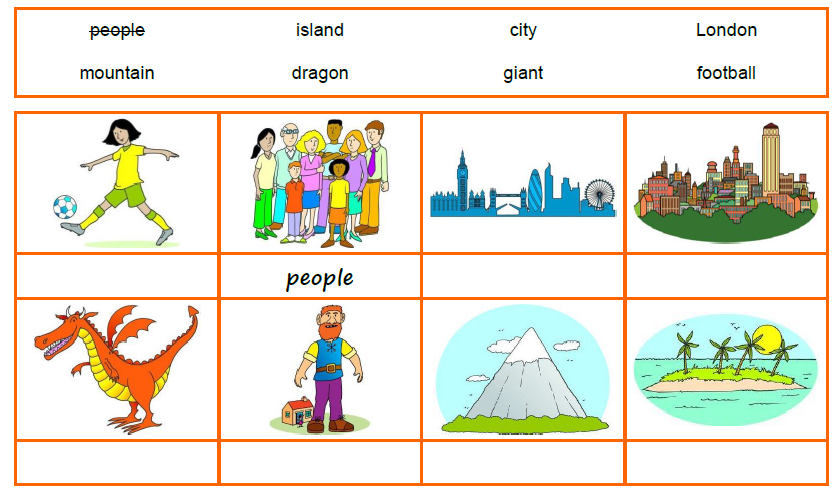 people island city London
mountain dragon giant football
people